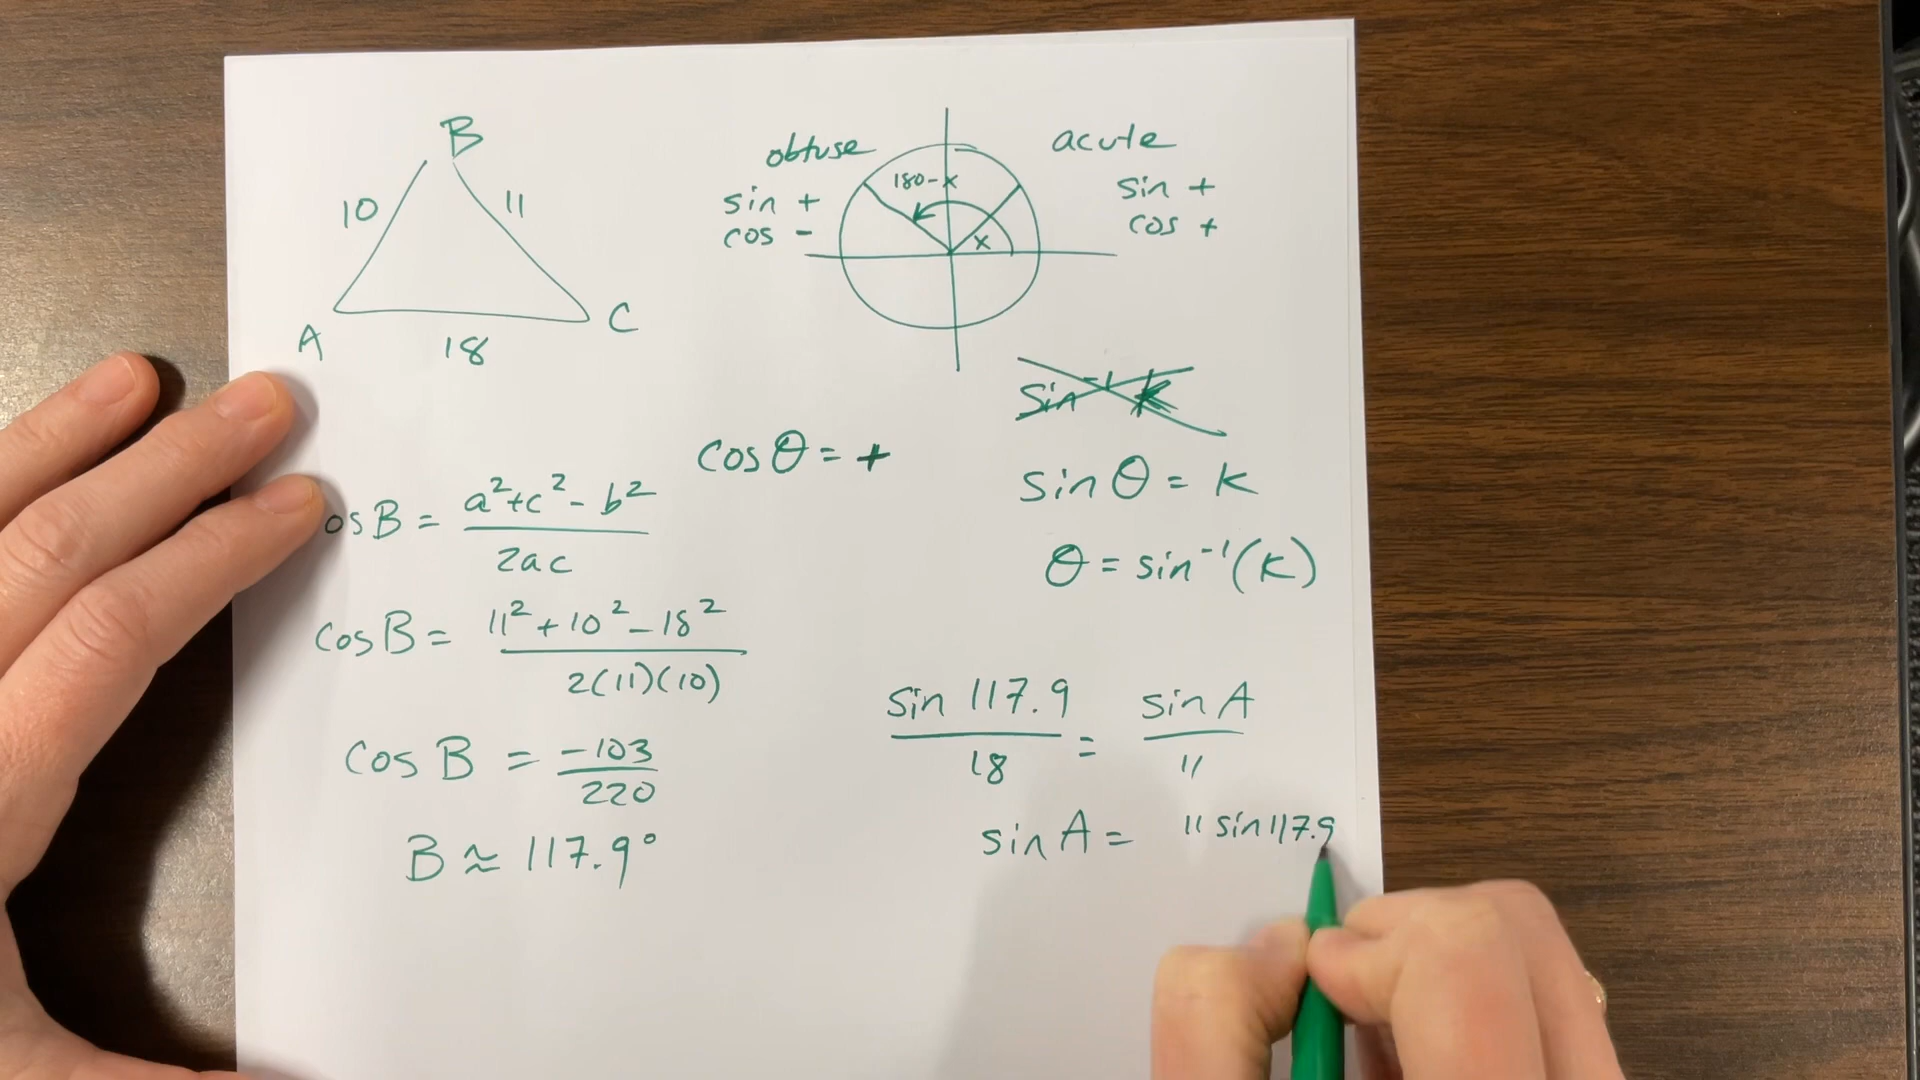 B
10
11
A
18
C
obtuse
sin +
cos -
180-x
x
acute
sin +
cos +
sin⁻¹ k
cos θ = +
sin θ = k
θ = sin⁻¹(k)
osB = a²+c²-b² / 2ac
cosB = 11²+10²-18² / 2(11)(10)
cos B = -103 / 220
B ≈ 117.9°
sin 117.9 / 18 = sin A / 11
sin A = 11 sin 117.9